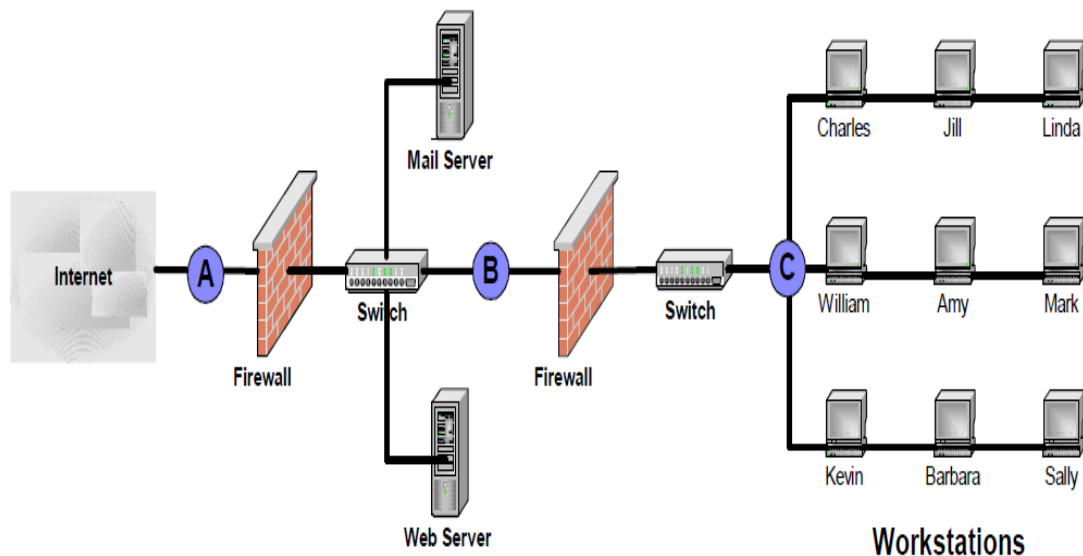 Mail Server
Charles
Jill
Linda
Internet
A
B
C
Switch
Switch
Firewall
Firewall
William
Amy
Mark
Web Server
Kevin
Barbara
Sally
Workstations